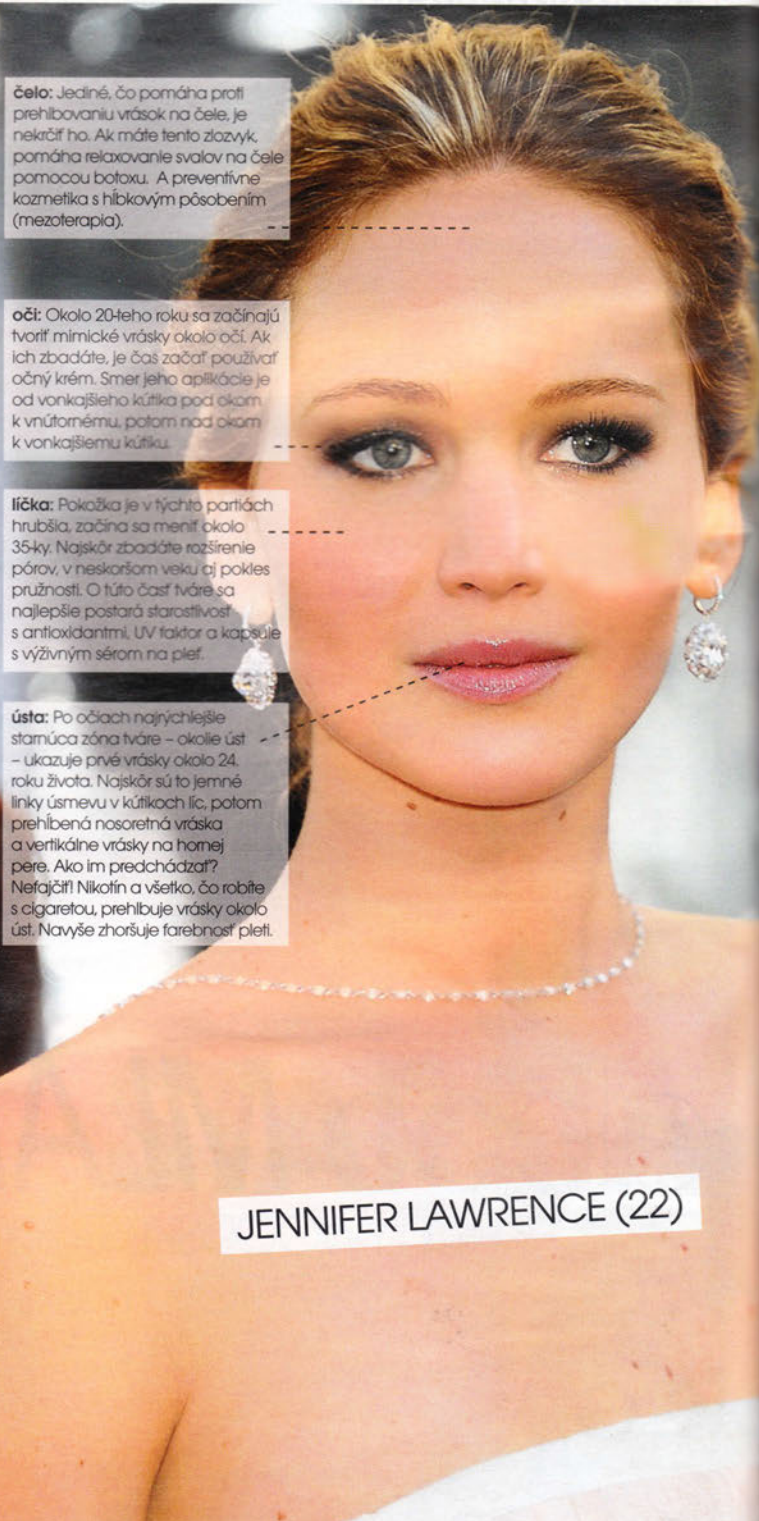 čelo: Jediné, čo pomáha proti
prehlbovaniu vrások na čele, je
nekrčiť ho. Ak máte tento zlozvyk,
pomáha relaxovanie svalov na čele
pomocou botoxu. A preventívne
kozmetika s hĺbkovým pôsobením
(mezoterapia).
oči: Okolo 20-teho roku sa začínajú
tvoriť mimické vrásky okolo očí. Ak
ich zbadáte, je čas začať používať
očný krém. Smer jeho aplikácie je
od vonkajšieho kútika pod okom
k vnútornému, potom nad okom
k vonkajšiemu kútiku.
líčka: Pokožka je v týchto partiách
hrubšia, začína sa meniť okolo
35-ky. Najskôr zbadáte rozšírenie
pórov, v neskoršom veku aj pokles
pružnosti. O túto časť tváre sa
najlepšie postará starostlivosť
s antioxidantmi, UV faktor a kapsule
s výživným sérom na pleť.
ústa: Po očiach najrýchlejšie
starnúca zóna tváre – okolie úst
– ukazuje prvé vrásky okolo 24.
roku života. Najskôr sú to jemné
linky úsmevu v kútikoch líc, potom
prehĺbená nosoretná vráska
a vertikálne vrásky na hornej
pere. Ako im predchádzať?
Nefajčiť! Nikotín a všetko, čo robíte
s cigaretou, prehlbuje vrásky okolo
úst. Navyše zhoršuje farebnosť pleti.
JENNIFER LAWRENCE (22)